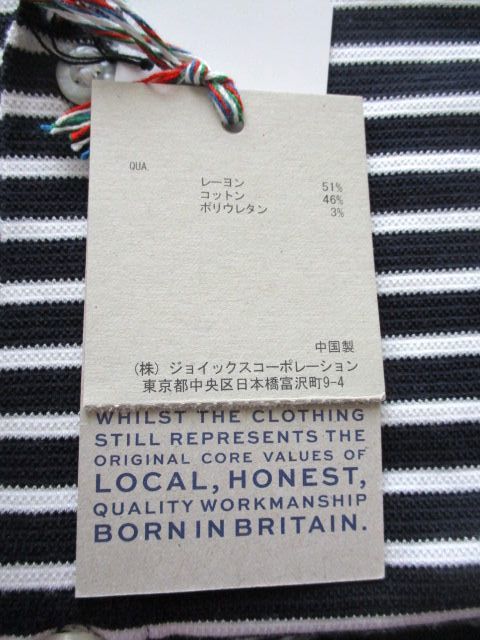 QUA.
レーヨン 51%
コットン 46%
ポリウレタン 3%
中国製
(株) ジョイックスコーポレーション
東京都中央区日本橋富沢町9-4
WHILST THE CLOTHING
STILL REPRESENTS THE
ORIGINAL CORE VALUES OF
LOCAL, HONEST,
QUALITY WORKMANSHIP
BORN IN BRITAIN.